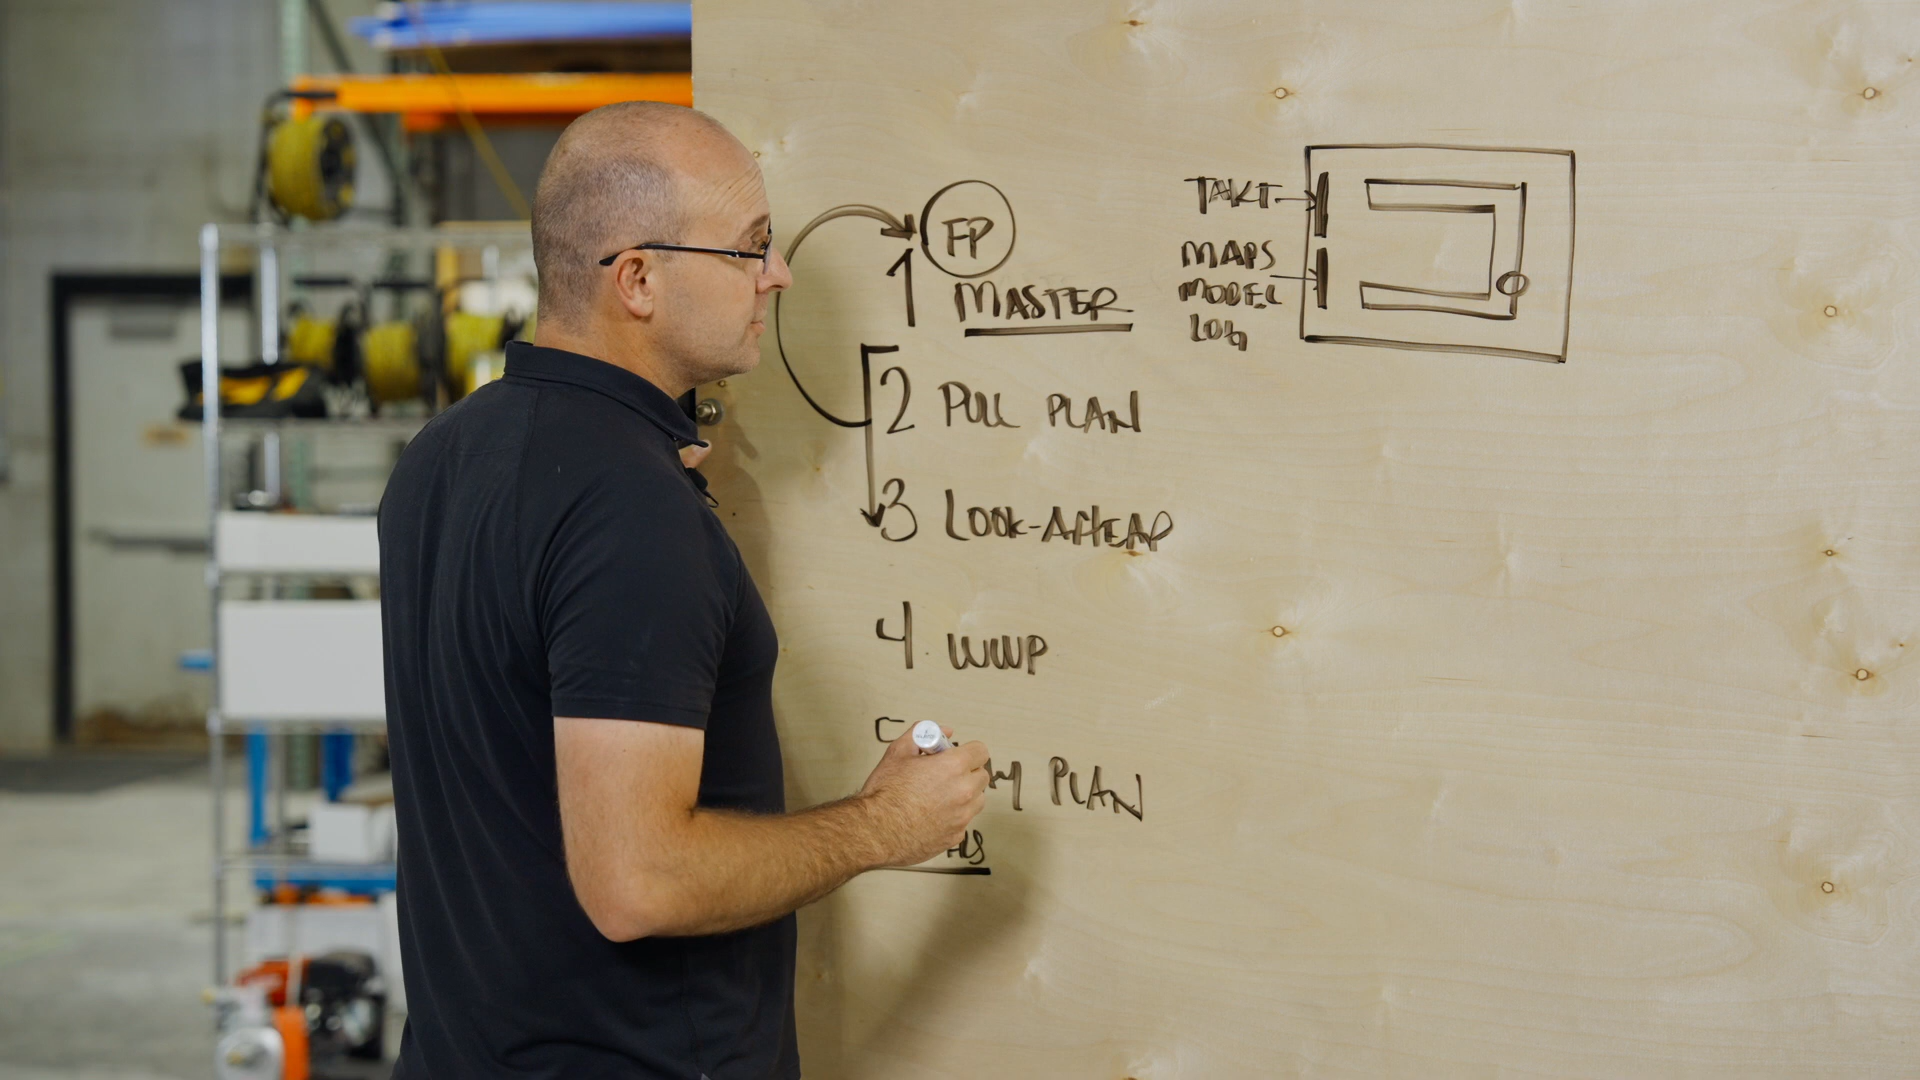 FP
1 MASTER
2 PULL PLAN
3 LOOK-AHEAD
4 WWP
PLAN
TAKT
MAPS
MODEL
LOG